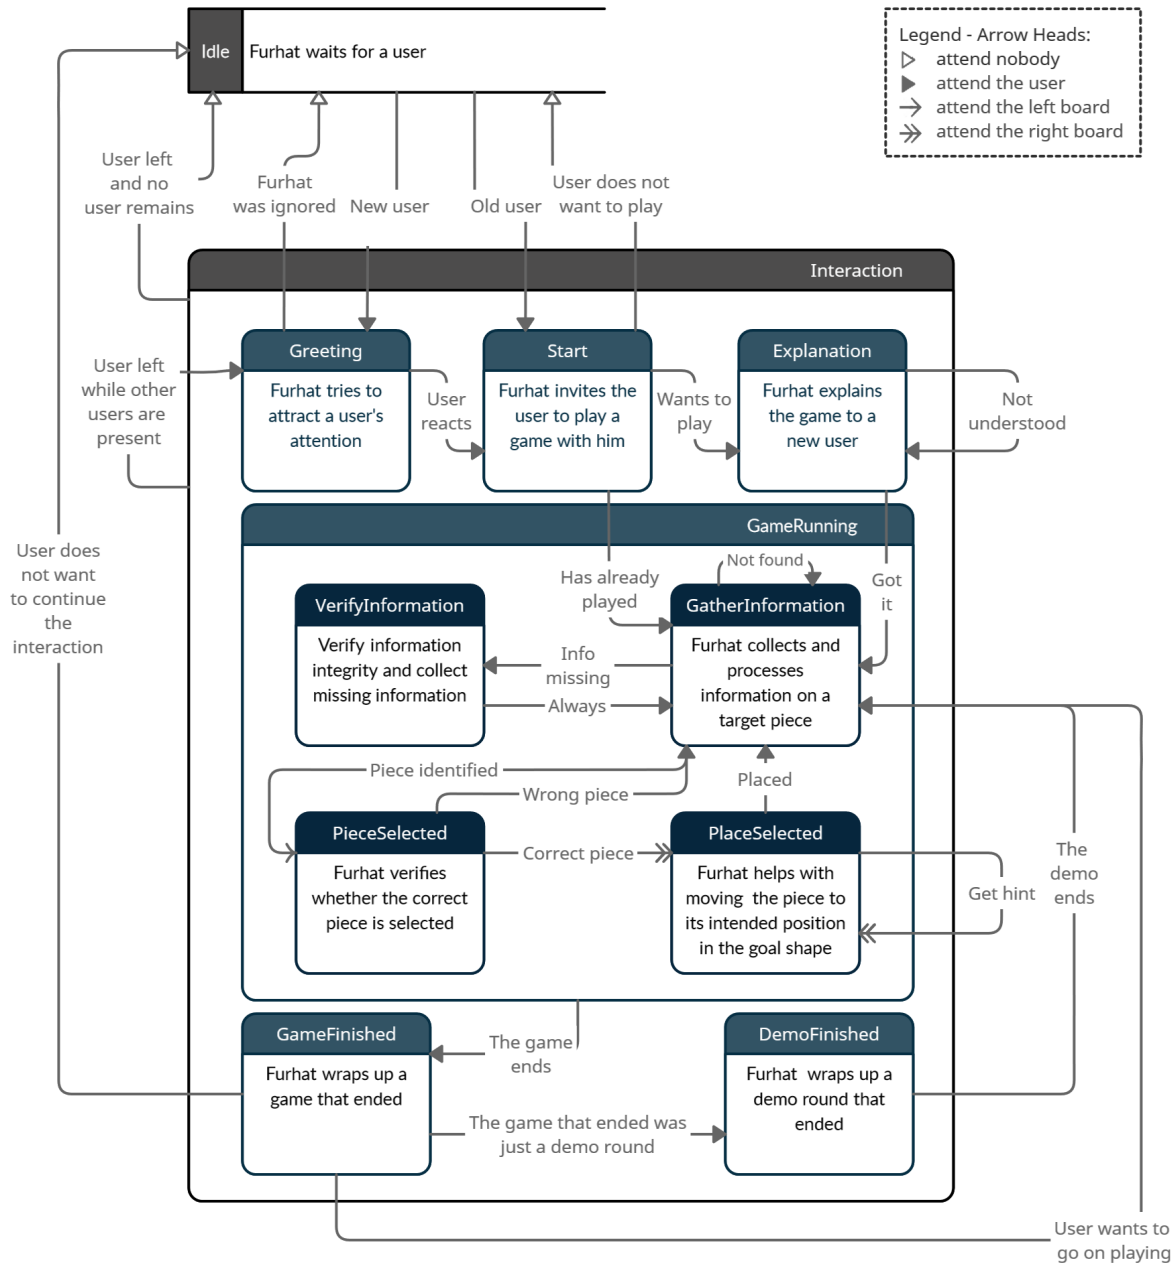 Idle
Furhat waits for a user
Legend - Arrow Heads:
attend nobody
attend the user
attend the left board
attend the right board
User left
and no
user remains
Furhat
was ignored
New user
Old user
User does not
want to play
Interaction
User left
while other
users are
present
Greeting
Furhat tries to
attract a user's
attention
User
reacts
Start
Furhat invites the
user to play a
game with him
Wants to
play
Explanation
Furhat explains
the game to a
new user
Not
understood
GameRunning
User does
not want
to continue
the
interaction
VerifyInformation
Verify information
integrity and collect
missing information
Has already
played
Not found
GatherInformation
Furhat collects and
processes
information on a
target piece
Got
it
Info
missing
Always
Piece identified
Wrong piece
Placed
PieceSelected
Furhat verifies
whether the correct
piece is selected
Correct piece
PlaceSelected
Furhat helps with
moving the piece to
its intended position
in the goal shape
Get hint
The
demo
ends
GameFinished
Furhat wraps up a
game that ended
The game
ends
The game that ended was
just a demo round
DemoFinished
Furhat wraps up a
demo round that
ended
User wants to
go on playing